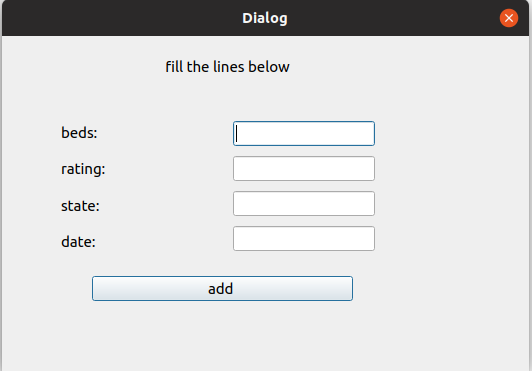 Dialog
fill the lines below
beds:
rating:
state:
date:
add